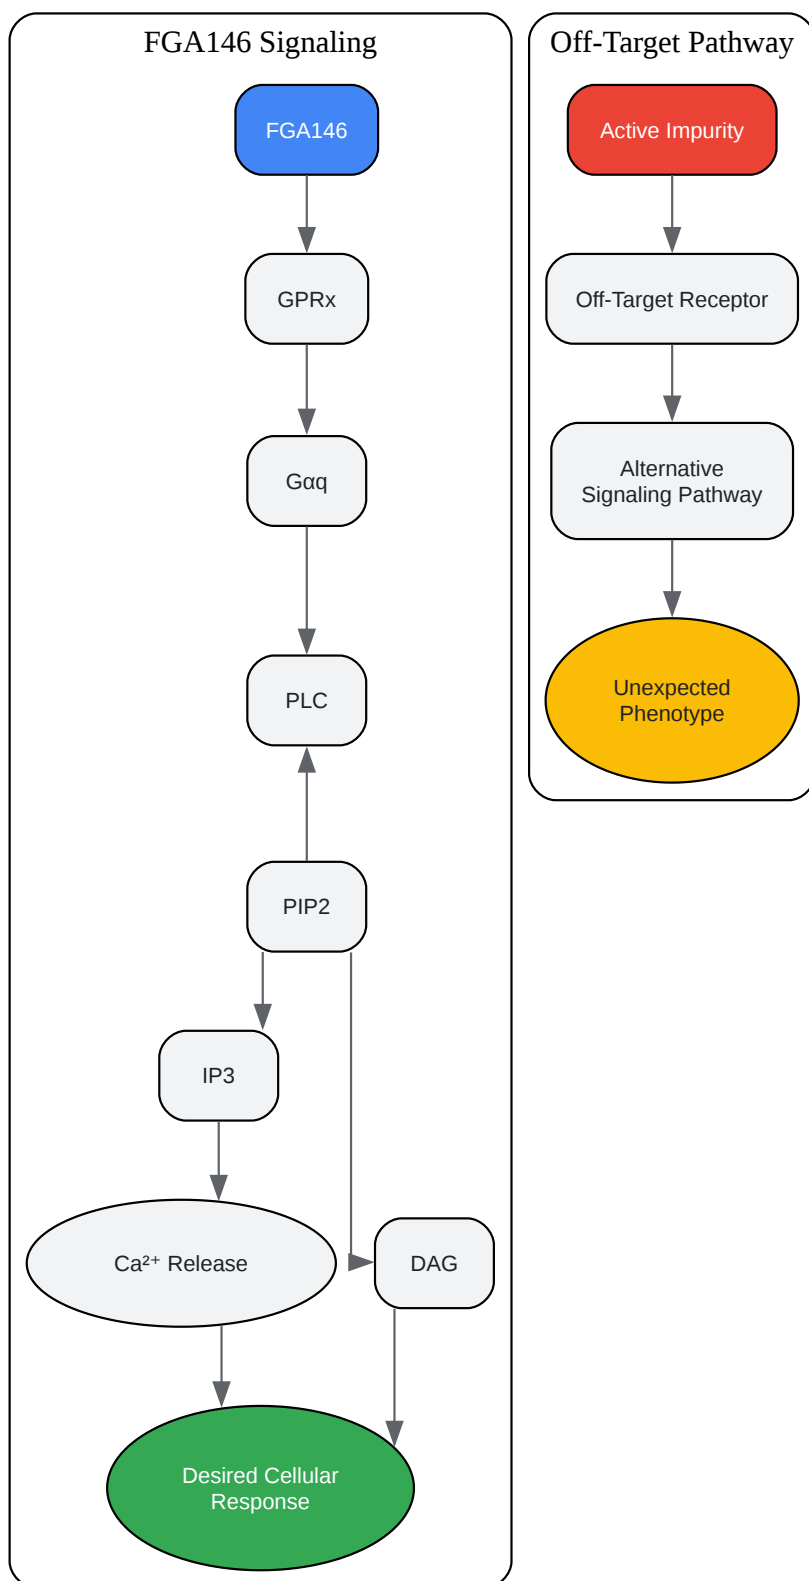 FGA146 Signaling
FGA146
GPRx
Gαq
PLC
PIP2
IP3
Ca²⁺ Release
DAG
Desired Cellular
Response
Off-Target Pathway
Active Impurity
Off-Target Receptor
Alternative
Signaling Pathway
Unexpected
Phenotype